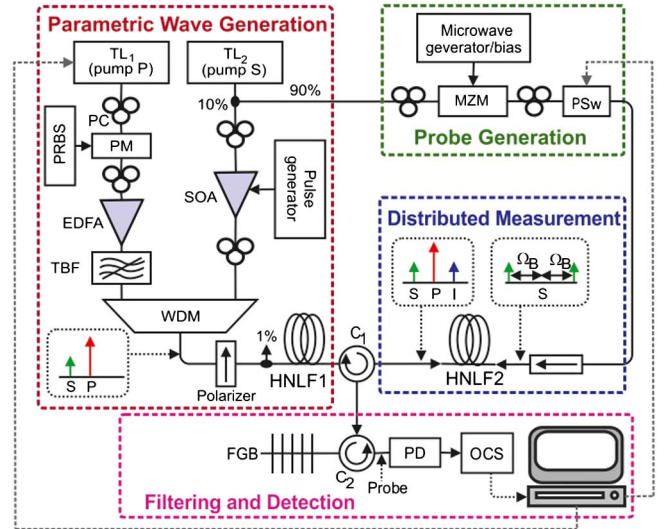 Parametric Wave Generation
TL1
(pump P)
TL2
(pump S)
Microwave
geverator/bias
90%
10%
PC
PRBS
PM
MZM
PSw
Probe Generation
Pulse
generator
SOA
EDFA
TBF
WDM
Distributed Measurement
S P I
ΩB ΩB
S
S P
1%
Polarizer
HNLF1
C1
HNLF2
FGB
C2
Probe
PD
OCS
Filtering and Detection